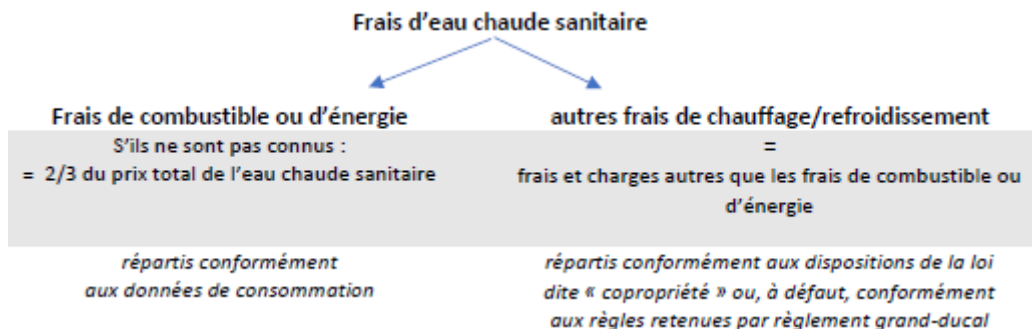 Frais d'eau chaude sanitaire
Frais de combustible ou d'énergie
S'ils ne sont pas connus :
= 2/3 du prix total de l'eau chaude sanitaire
répartis conformément
aux données de consommation
autres frais de chauffage/refroidissement
=
frais et charges autres que les frais de combustible ou
d'énergie
répartis conformément aux dispositions de la loi
dite « copropriété » ou, à défaut, conformément
aux règles retenues par règlement grand-ducal